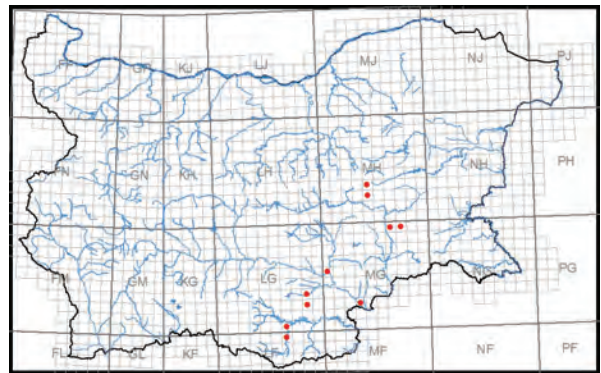 FP GP KJ LJ MJ NJ PJ
FN GN KH LH MH NH PH
FM GM KG LG MG NG PG
FL GL KF LF MF NF PF